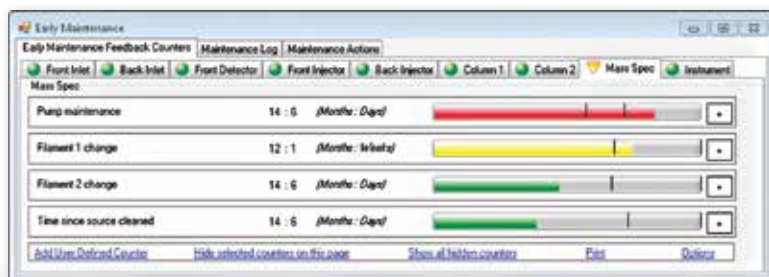 Early Maintenance
Early Maintenance Feedback Counters Maintenance Log Maintenance Actions
Front Inlet Back Inlet Front Detector Front Injector Back Injector Column 1 Column 2 Mass Spec Instrument
Mass Spec
Pump maintenance 14 : 6 (Months : Days) +
Filament 1 change 12 : 1 (Months : Weeks) +
Filament 2 change 14 : 6 (Months : Days) +
Time since source cleaned 14 : 6 (Months : Days) +
Add User Defined Counter Hide selected counters on this page Show all hidden counters Print Options